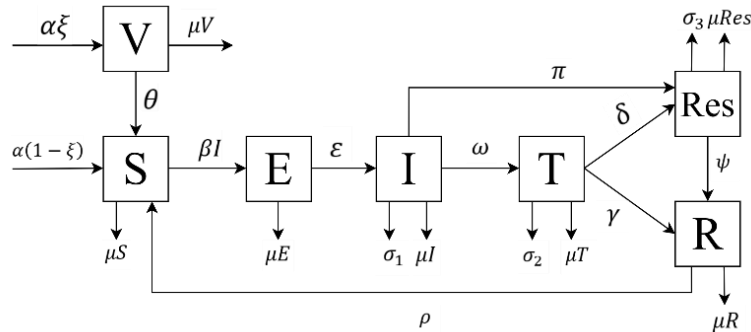 σ₃ μRes
αξ V μV
π
θ δ Res
α(1 − ξ) S βI E ε I ω T ψ
γ R
μS μE σ₁ μI σ₂ μT
μR
ρ